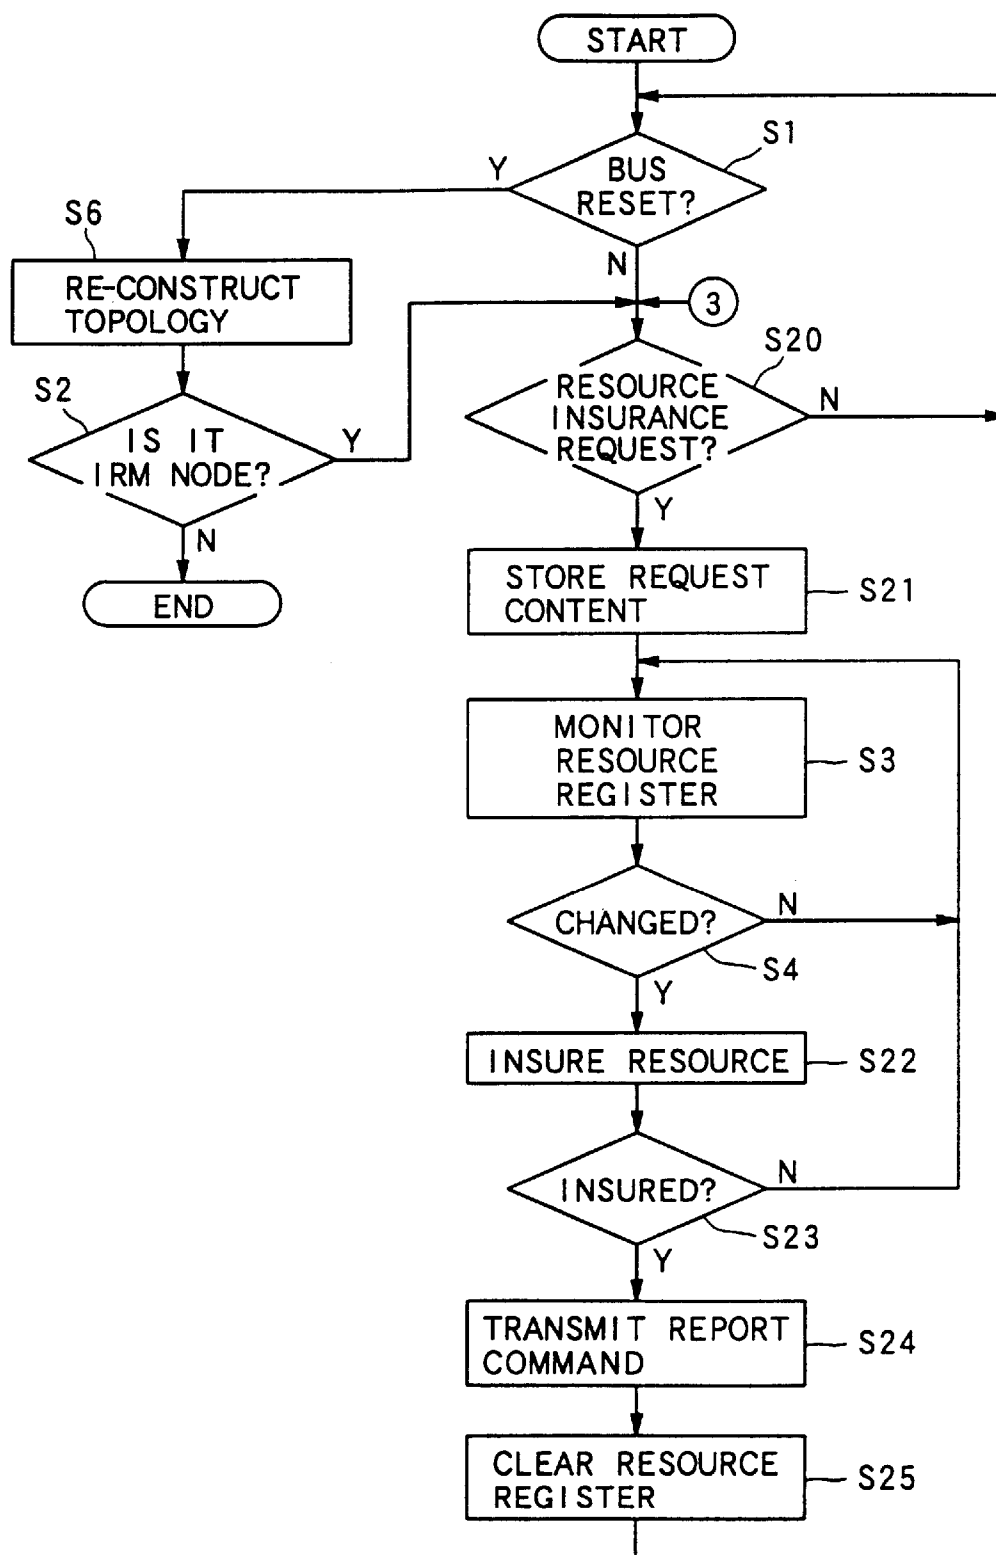 START
S1
BUS
RESET?
Y
N
S6
RE-CONSTRUCT
TOPOLOGY
3
S2
IS IT
IRM NODE?
Y
N
END
S20
RESOURCE
INSURANCE
REQUEST?
N
Y
STORE REQUEST
CONTENT
S21
MONITOR
RESOURCE
REGISTER
S3
CHANGED?
N
S4
Y
INSURE RESOURCE
S22
INSURED?
N
S23
Y
TRANSMIT REPORT
COMMAND
S24
CLEAR RESOURCE
REGISTER
S25